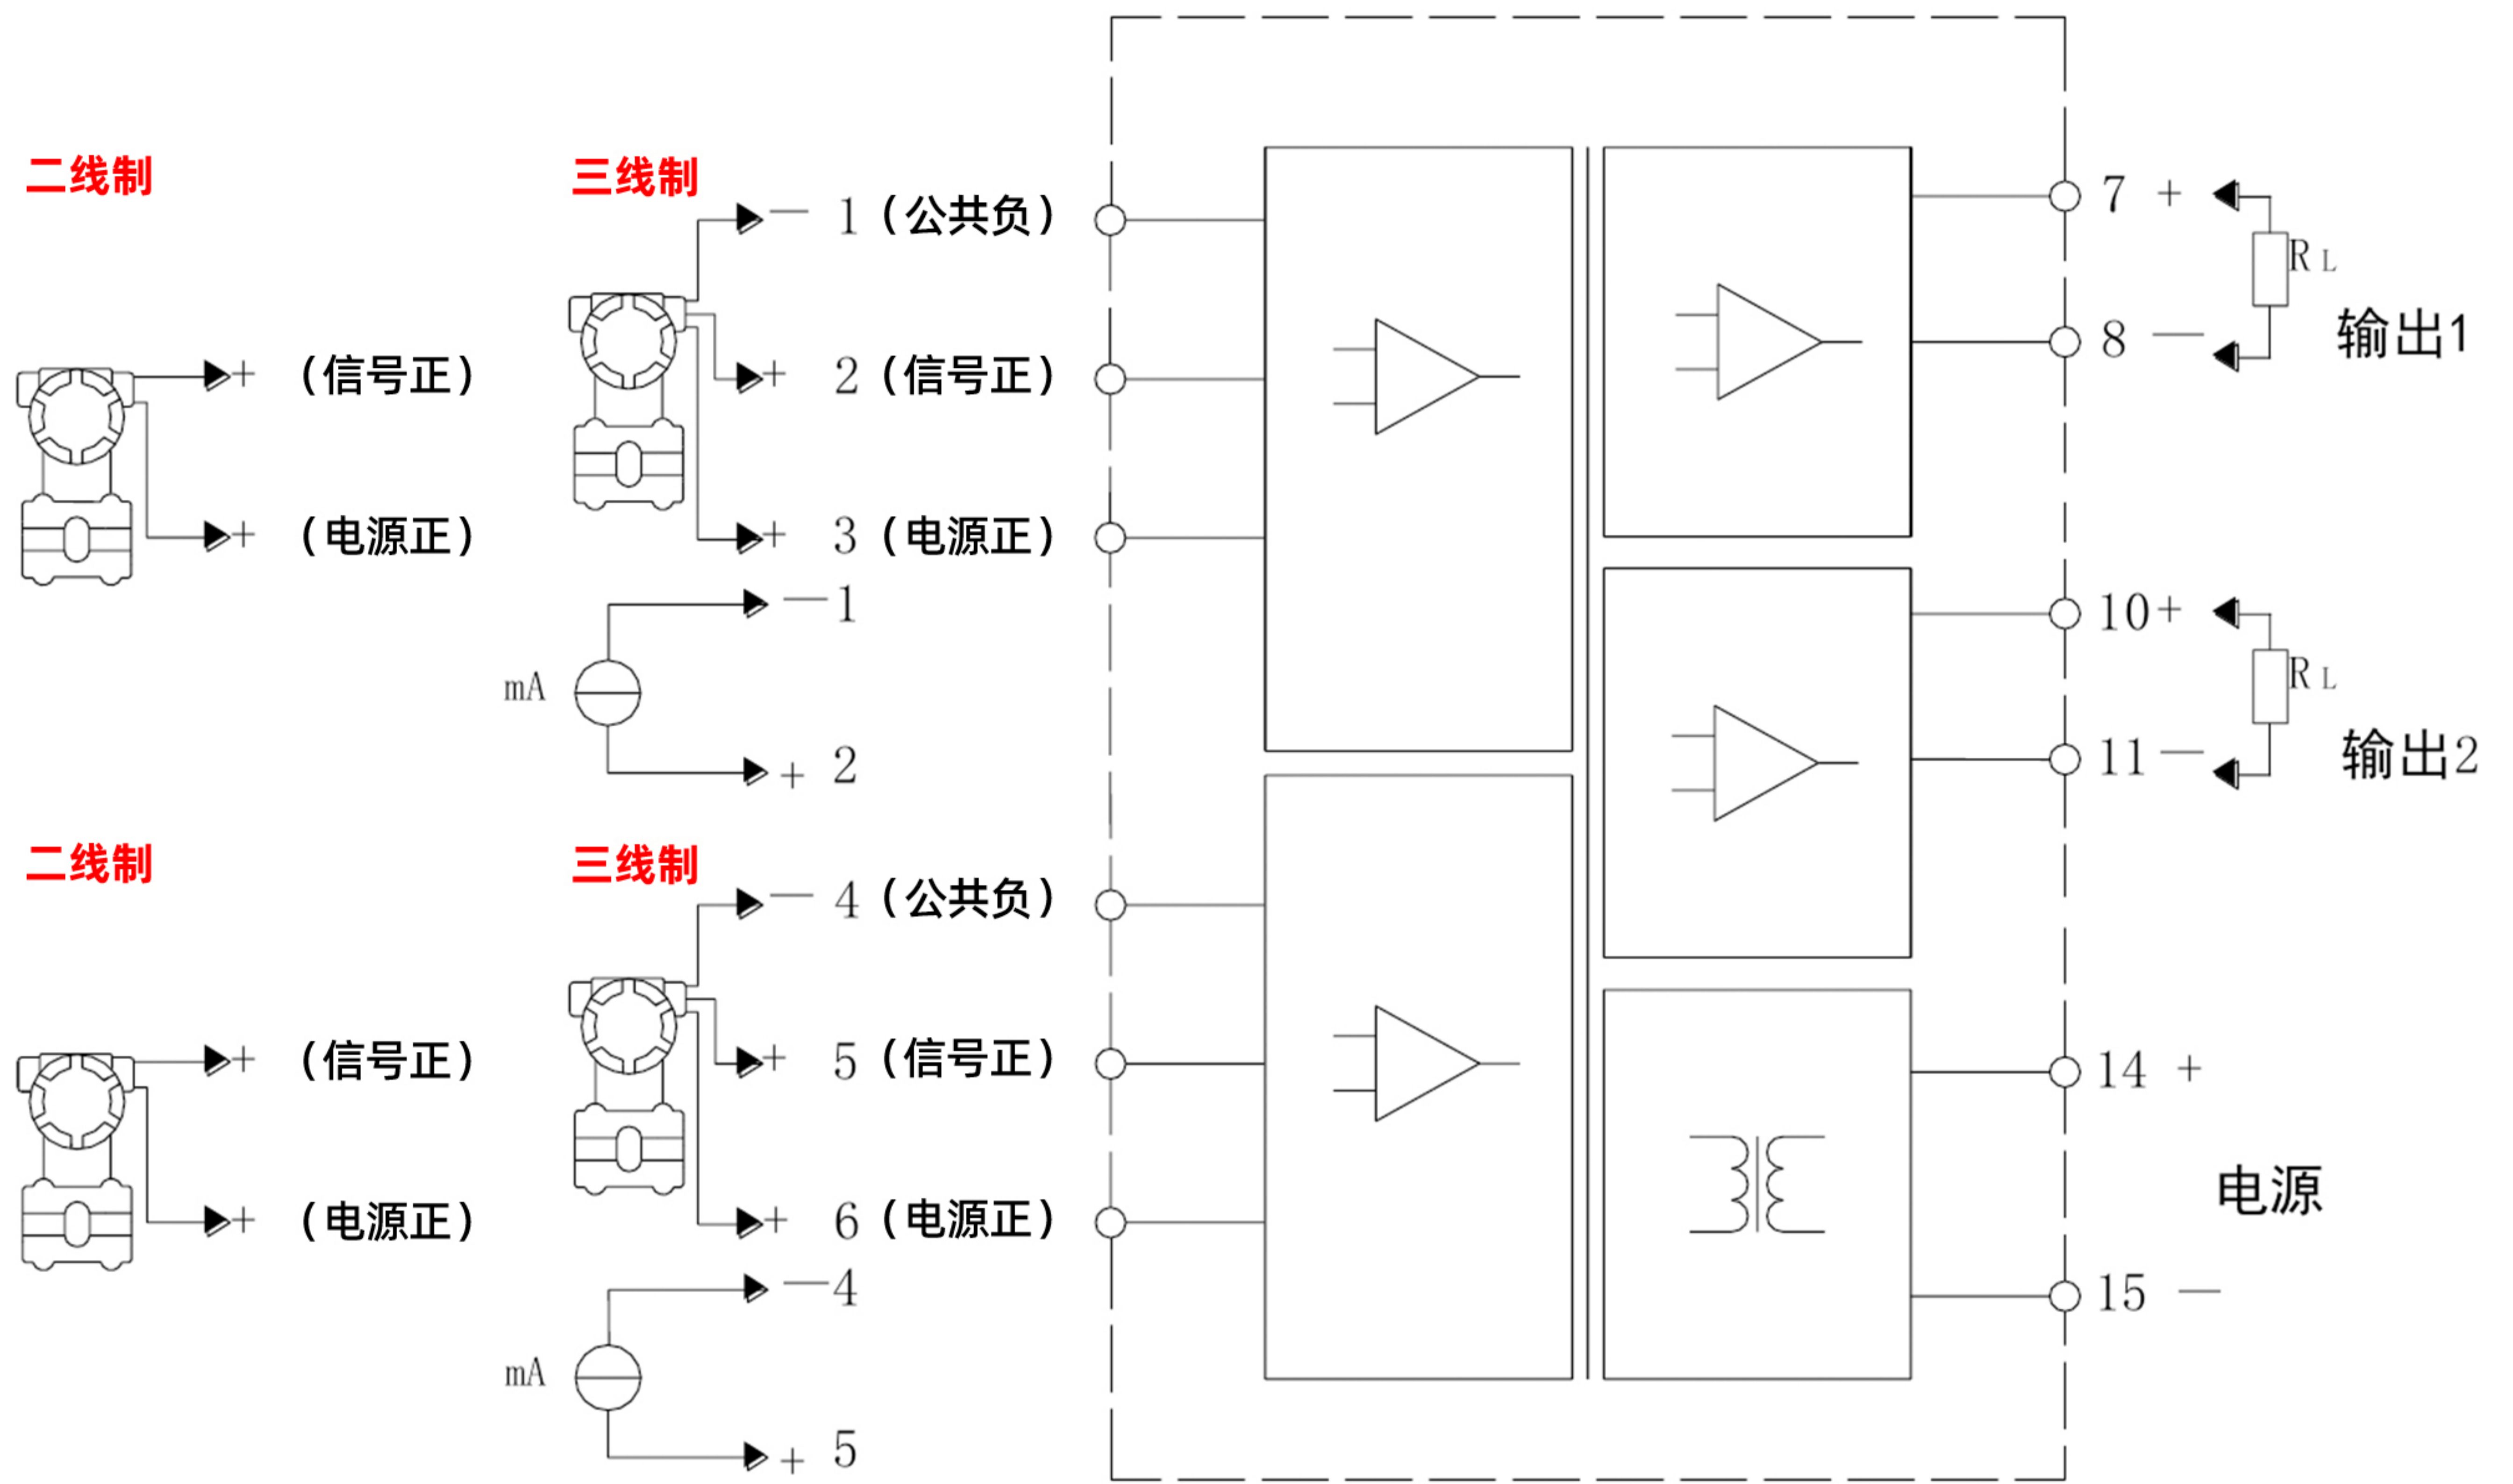 二线制
三线制
— 1（公共负）
+ （信号正）
+ 2（信号正）
+ （电源正）
+ 3（电源正）
— 1
mA
+ 2
二线制
三线制
— 4（公共负）
+ （信号正）
+ 5（信号正）
+ （电源正）
+ 6（电源正）
— 4
mA
+ 5
7 +
R L
8 —
输出1
10 +
R L
11 —
输出2
14 +
电源
15 —